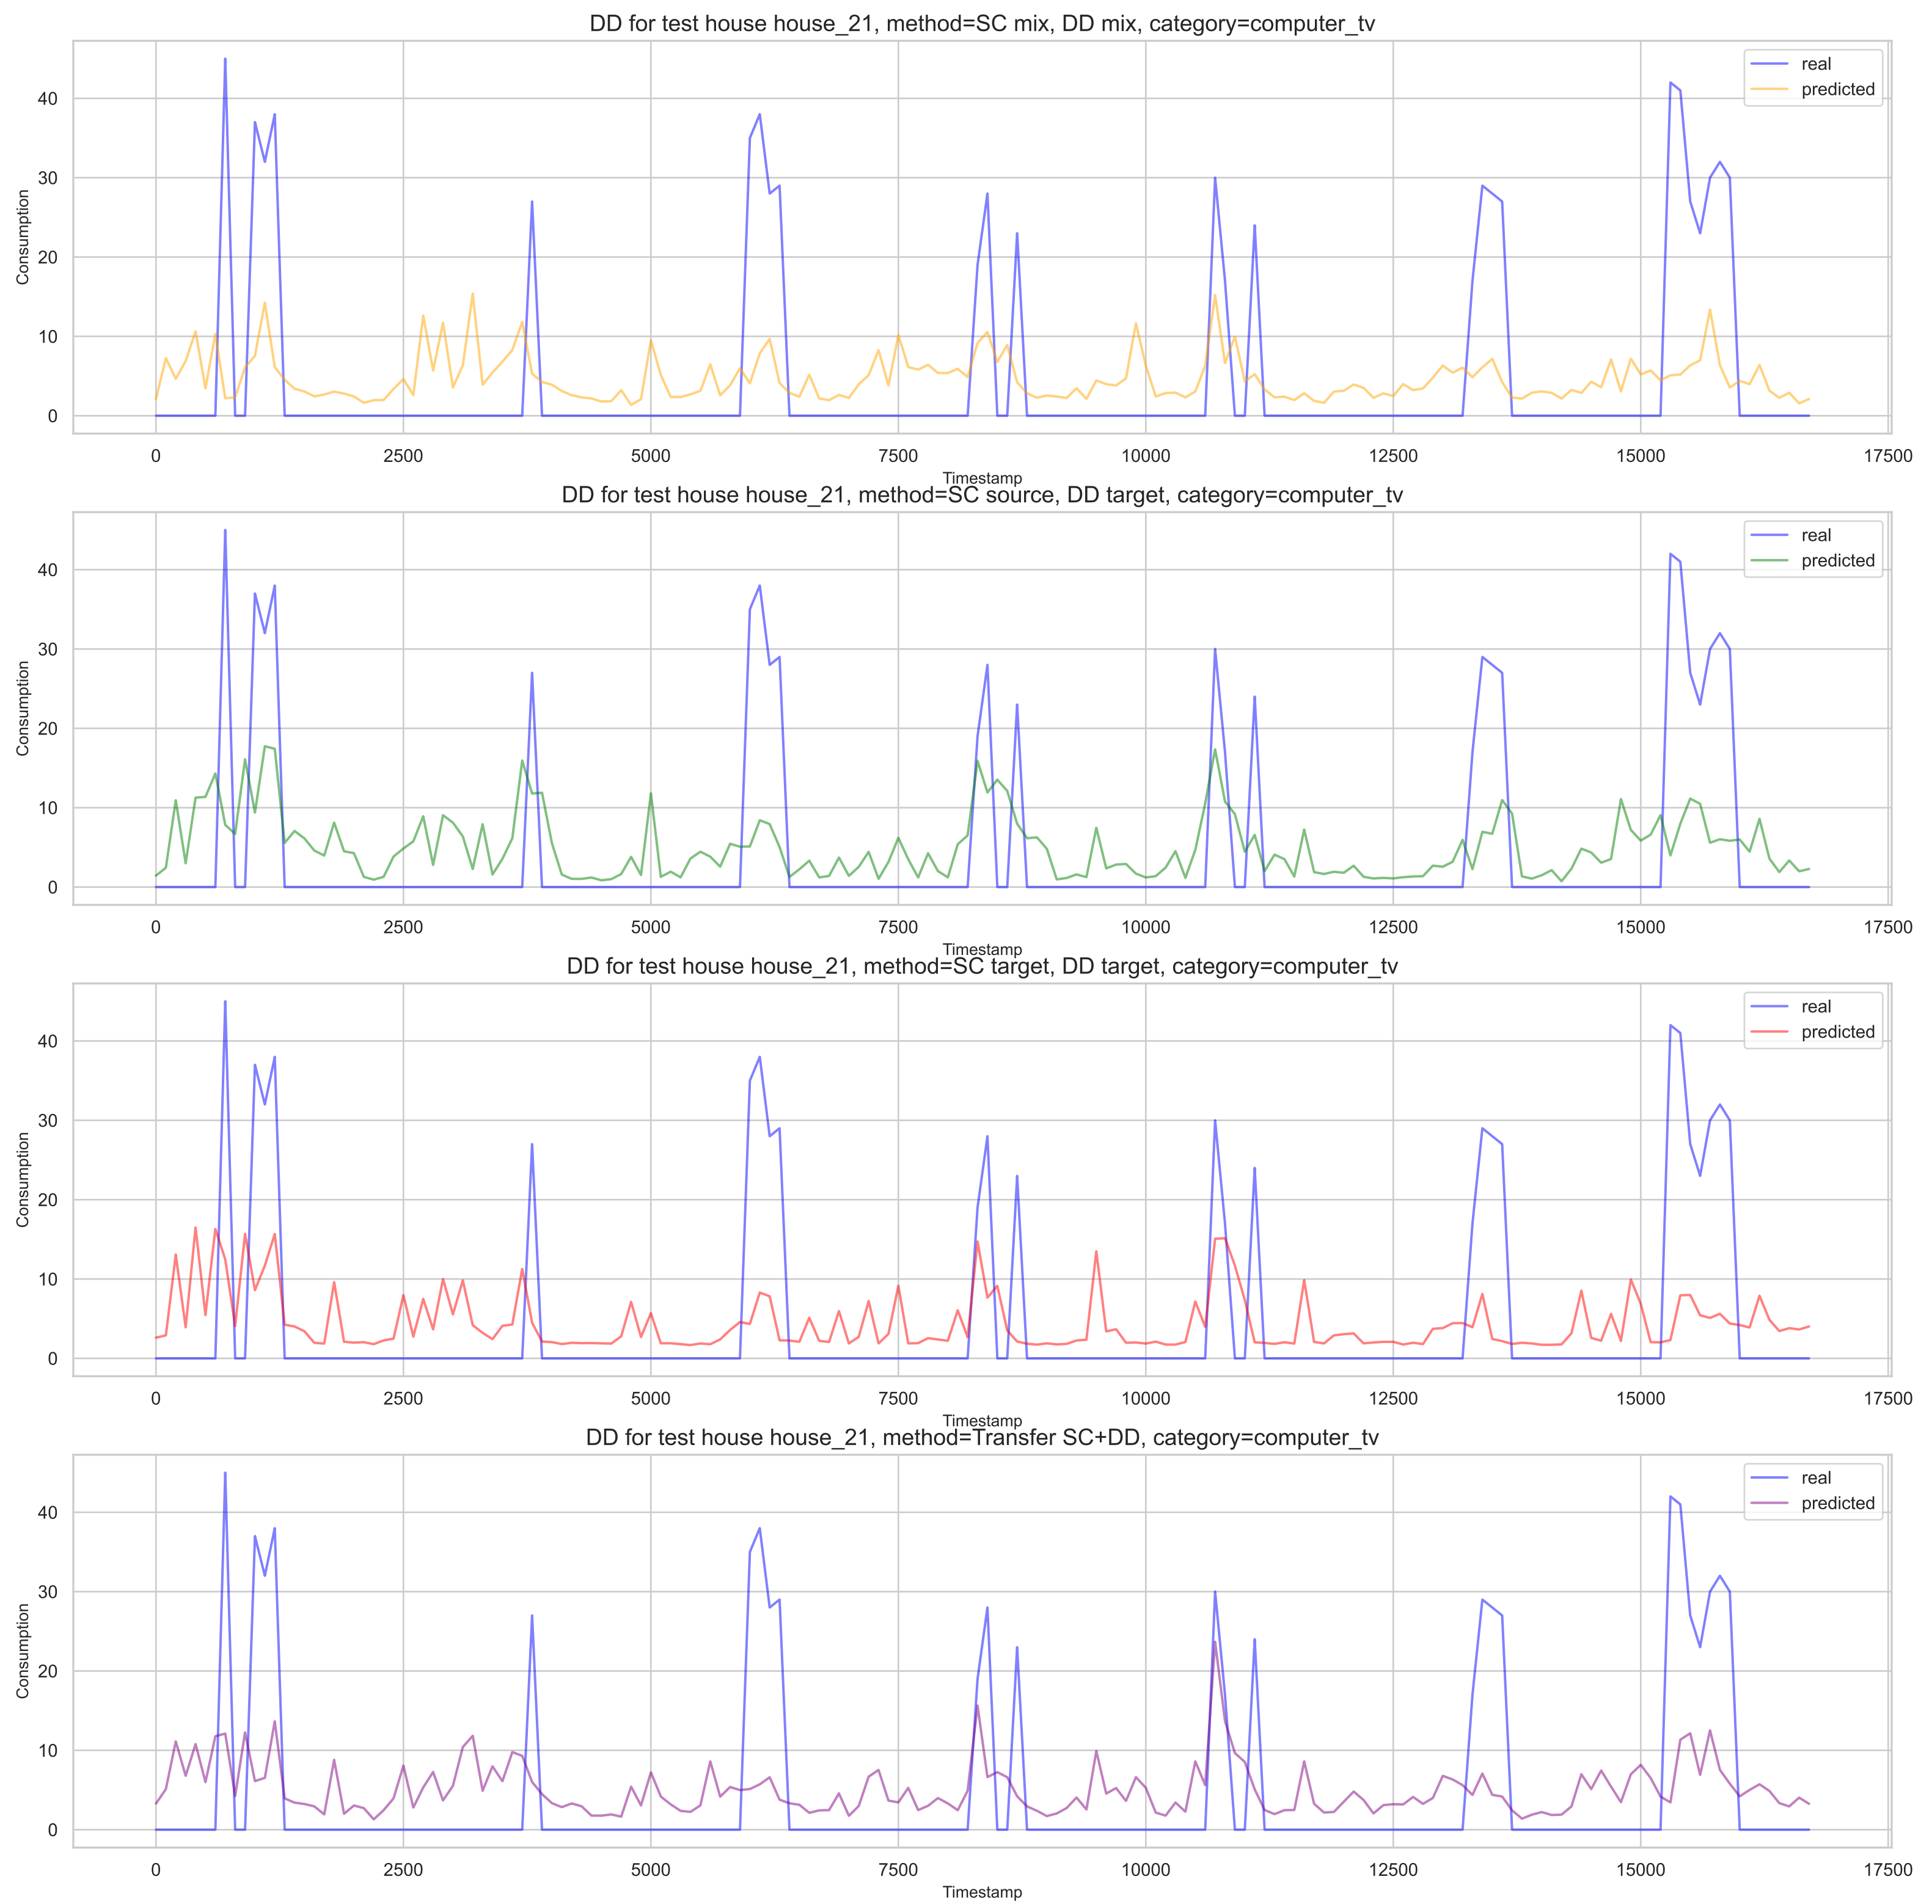 DD for test house house_21, method=SC mix, DD mix, category=computer_tv
real
predicted
40
30
20
10
0
Consumption
0 2500 5000 7500 10000 12500 15000 17500
Timestamp
DD for test house house_21, method=SC source, DD target, category=computer_tv
real
predicted
40
30
20
10
0
Consumption
0 2500 5000 7500 10000 12500 15000 17500
Timestamp
DD for test house house_21, method=SC target, DD target, category=computer_tv
real
predicted
40
30
20
10
0
Consumption
0 2500 5000 7500 10000 12500 15000 17500
Timestamp
DD for test house house_21, method=Transfer SC+DD, category=computer_tv
real
predicted
40
30
20
10
0
Consumption
0 2500 5000 7500 10000 12500 15000 17500
Timestamp